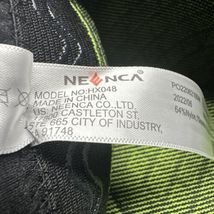 NEENCA
MODEL NO:HX048
MADE IN CHINA
US: NEENCA CO.,LTD.
CASTLETON ST.
STE 665 CITY OF INDUSTRY,
91748
202206